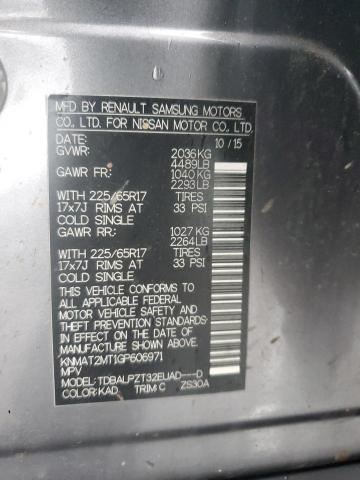 MFD BY RENAULT SAMSUNG MOTORS
CO., LTD. FOR NISSAN MOTOR CO., LTD.
DATE: 10 / 15
GVWR: 2036 KG
4489LB
GAWR FR: 1040 KG
2293LB
WITH 225/65R17 TIRES
17x7J RIMS AT 33 PSI
COLD SINGLE
GAWR RR: 1027 KG
2264LB
WITH 225/65R17 TIRES
17x7J RIMS AT 33 PSI
COLD SINGLE
THIS VEHICLE CONFORMS TO ALL
APPLICABLE FEDERAL
MOTOR VEHICLE SAFETY AND
THEFT PREVENTION STANDARDS IN
EFFECT ON THE DATE OF
MANUFACTURE SHOWN ABOVE.
KNMAT2MT1GP606971
MPV
MODEL: TDBALPZT32EUAD---D
COLOR: KAD TRIM: C ZS30A